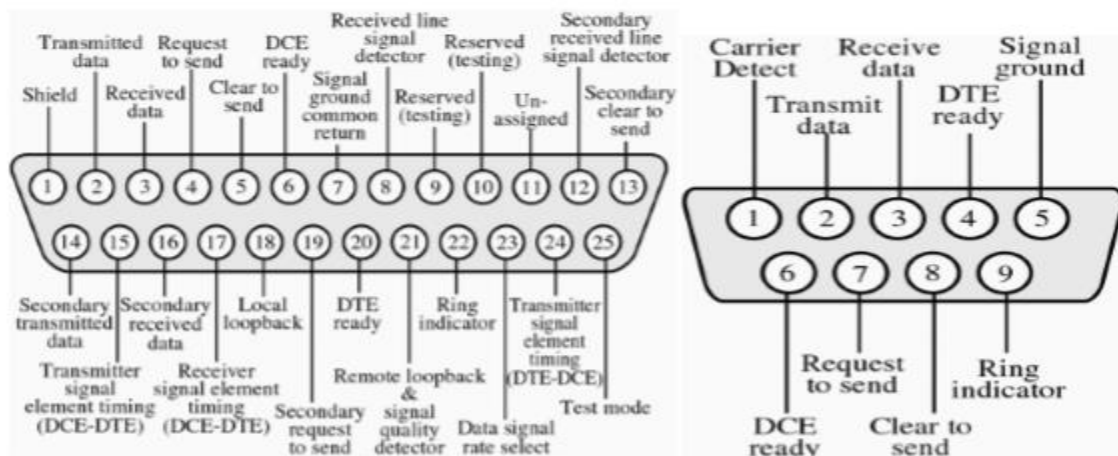 Shield
Transmitted
data
Received
data
Request
to send
Clear to
send
DCE
ready
Signal
ground
common
return
Received line
signal
detector
Reserved
(testing)
Reserved
(testing)
Un-
assigned
Secondary
received line
signal detector
Secondary
clear to
send
1 2 3 4 5 6 7 8 9 10 11 12 13
14 15 16 17 18 19 20 21 22 23 24 25
Secondary
transmitted
data
Transmitter
signal
element timing
(DCE-DTE)
Secondary
received
data
Receiver
signal element
timing
(DCE-DTE)
Local
loopback
Secondary
request
to send
DTE
ready
Remote loopback
&
signal
quality
detector
Ring
indicator
Data signal
rate select
Transmitter
signal
element
timing
(DTE-DCE)
Test mode
Carrier
Detect
Transmit
data
Receive
data
DTE
ready
Signal
ground
1 2 3 4 5
6 7 8 9
DCE
ready
Request
to send
Clear to
send
Ring
indicator